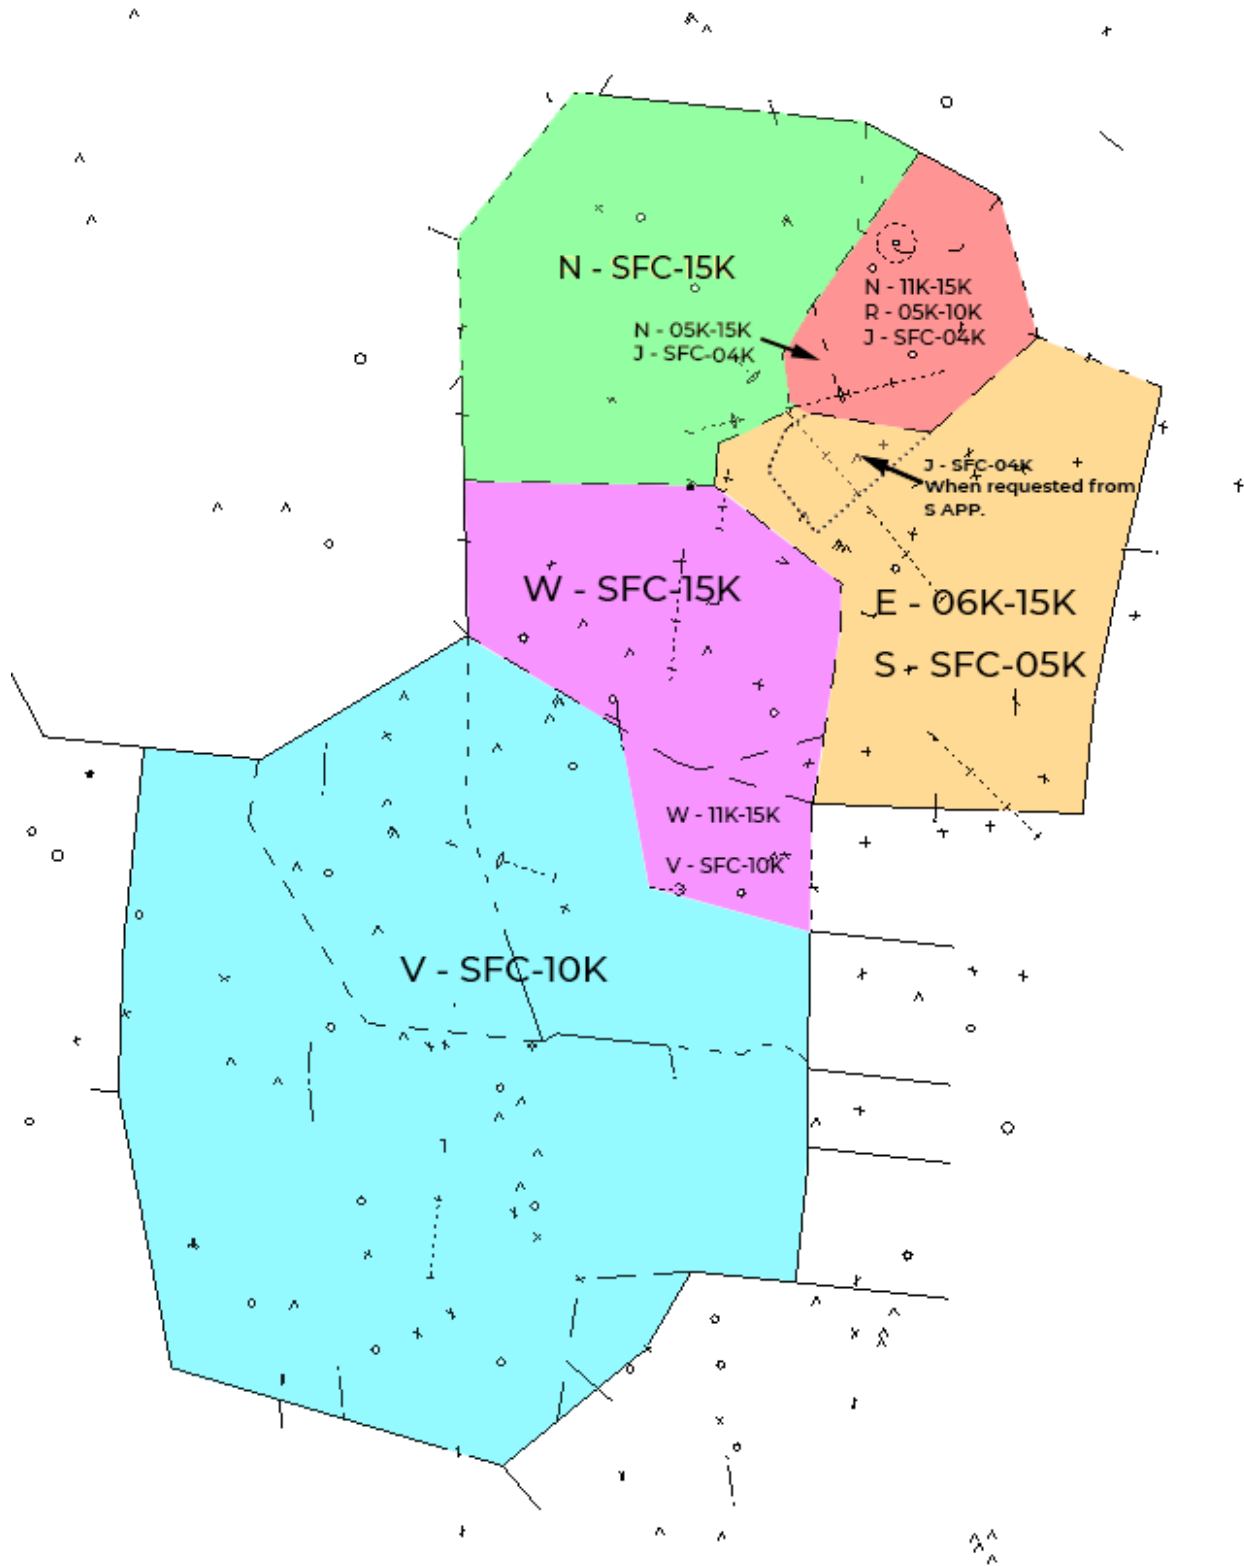 N - SFC-15K
N - 11K-15K
R - 05K-10K
J - SFC-04K
N - 05K-15K
J - SFC-04K
J - SFC-04K
When requested from
S APP.
W - SFC-15K
E - 06K-15K
S - SFC-05K
W - 11K-15K
V - SFC-10K
V - SFC-10K